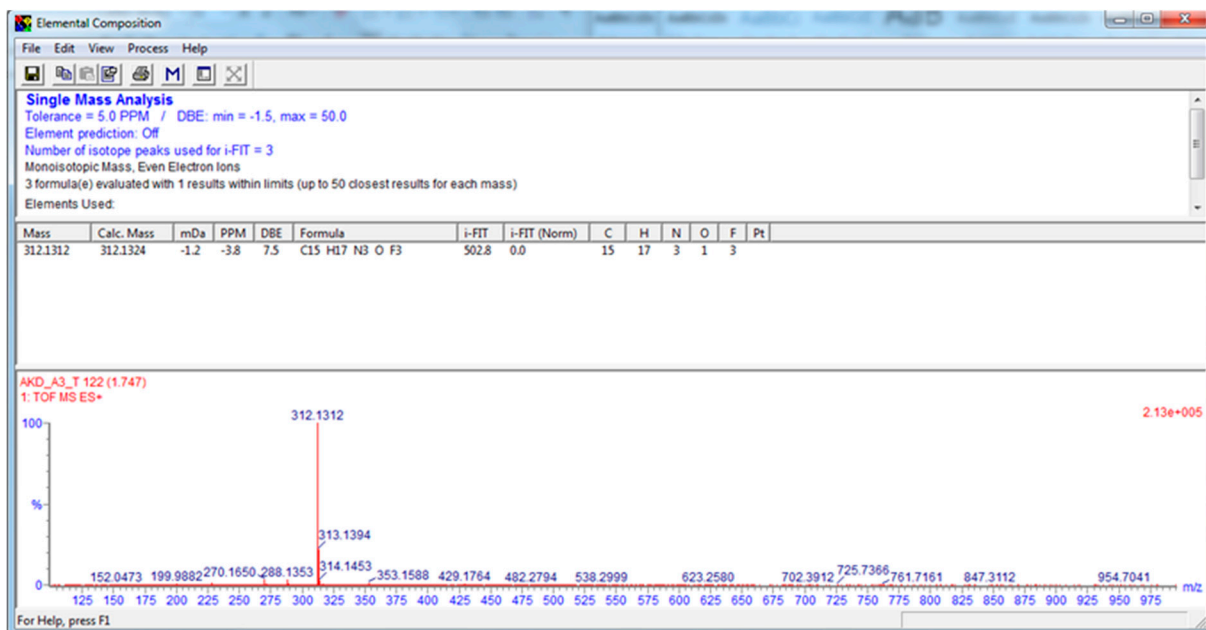 Elemental Composition
File Edit View Process Help
M
Single Mass Analysis
Tolerance = 5.0 PPM / DBE: min = -1.5, max = 50.0
Element prediction: Off
Number of isotope peaks used for i-FIT = 3
Monoisotopic Mass, Even Electron Ions
3 formula(e) evaluated with 1 results within limits (up to 50 closest results for each mass)
Elements Used:
Mass Calc. Mass mDa PPM DBE Formula i-FIT i-FIT (Norm) C H N O F Pt
312.1312 312.1324 -1.2 -3.8 7.5 C15 H17 N3 O F3 502.8 0.0 15 17 3 1 3
AKD_A3_T 122 (1.747)
1: TOF MS ES+
2.13e+005
312.1312
100
%
313.1394
314.1453
152.0473 199.9882 270.1650 288.1353 353.1588 429.1764 482.2794 538.2999 623.2580 702.3912 725.7366 761.7161 847.3112 954.7041
0
m/z
125 150 175 200 225 250 275 300 325 350 375 400 425 450 475 500 525 550 575 600 625 650 675 700 725 750 775 800 825 850 875 900 925 950 975
For Help, press F1